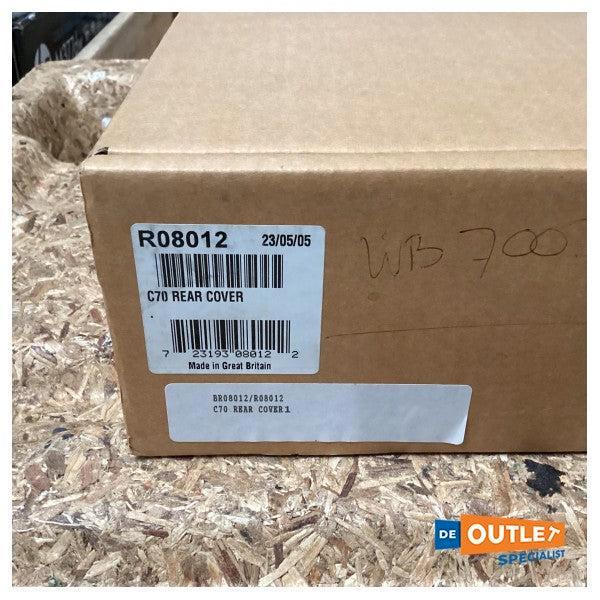 R08012 23/05/05
C70 REAR COVER
7 23193 08012 2
Made in Great Britain
BR08012/R08012
C70 REAR COVER1
WB 700
DE OUTLET
SPECIALIST